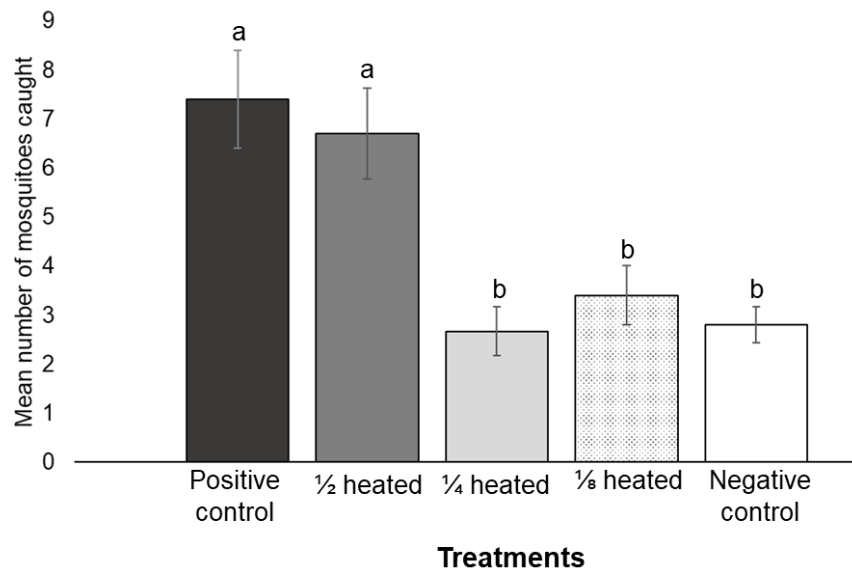 Mean number of mosquitoes caught
9
8
7
6
5
4
3
2
1
0
a
a
b
b
b
Positive control
½ heated
¼ heated
⅛ heated
Negative control
Treatments